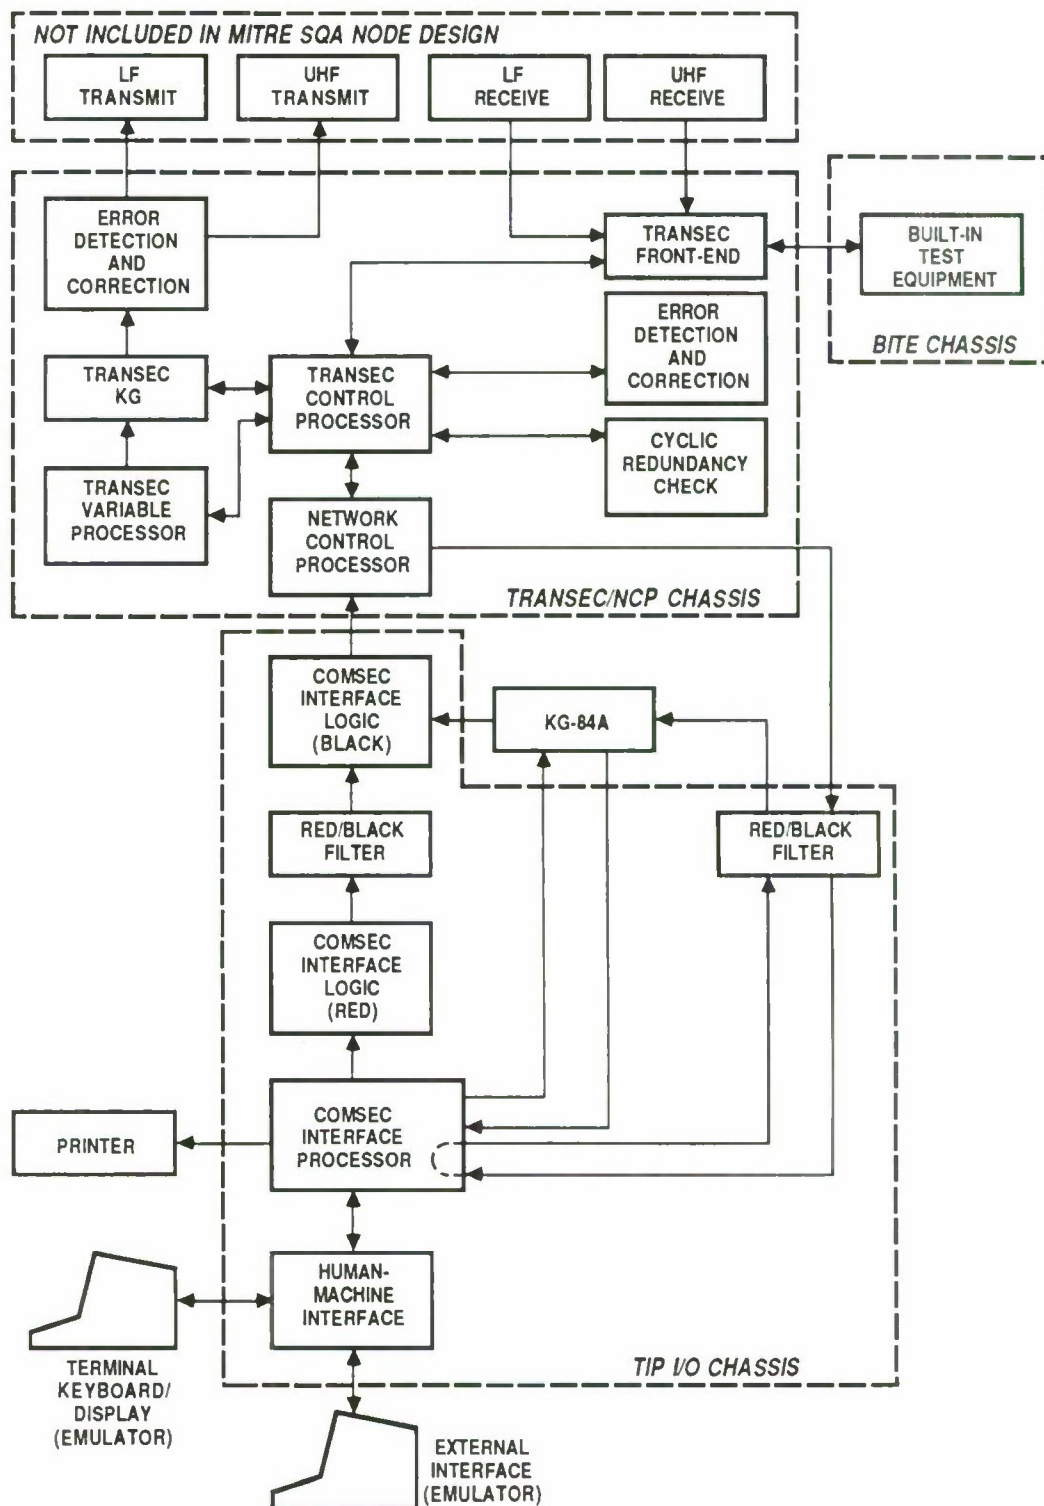 NOT INCLUDED IN MITRE SQA NODE DESIGN
LF
TRANSMIT
UHF
TRANSMIT
LF
RECEIVE
UHF
RECEIVE
ERROR
DETECTION
AND
CORRECTION
TRANSEC
FRONT-END
BUILT-IN
TEST
EQUIPMENT
BITE CHASSIS
ERROR
DETECTION
AND
CORRECTION
TRANSEC
KG
TRANSEC
CONTROL
PROCESSOR
CYCLIC
REDUNDANCY
CHECK
TRANSEC
VARIABLE
PROCESSOR
NETWORK
CONTROL
PROCESSOR
TRANSEC/NCP CHASSIS
COMSEC
INTERFACE
LOGIC
(BLACK)
KG-84A
RED/BLACK
FILTER
RED/BLACK
FILTER
COMSEC
INTERFACE
LOGIC
(RED)
COMSEC
INTERFACE
PROCESSOR
PRINTER
HUMAN-
MACHINE
INTERFACE
TIP I/O CHASSIS
TERMINAL
KEYBOARD/
DISPLAY
(EMULATOR)
EXTERNAL
INTERFACE
(EMULATOR)